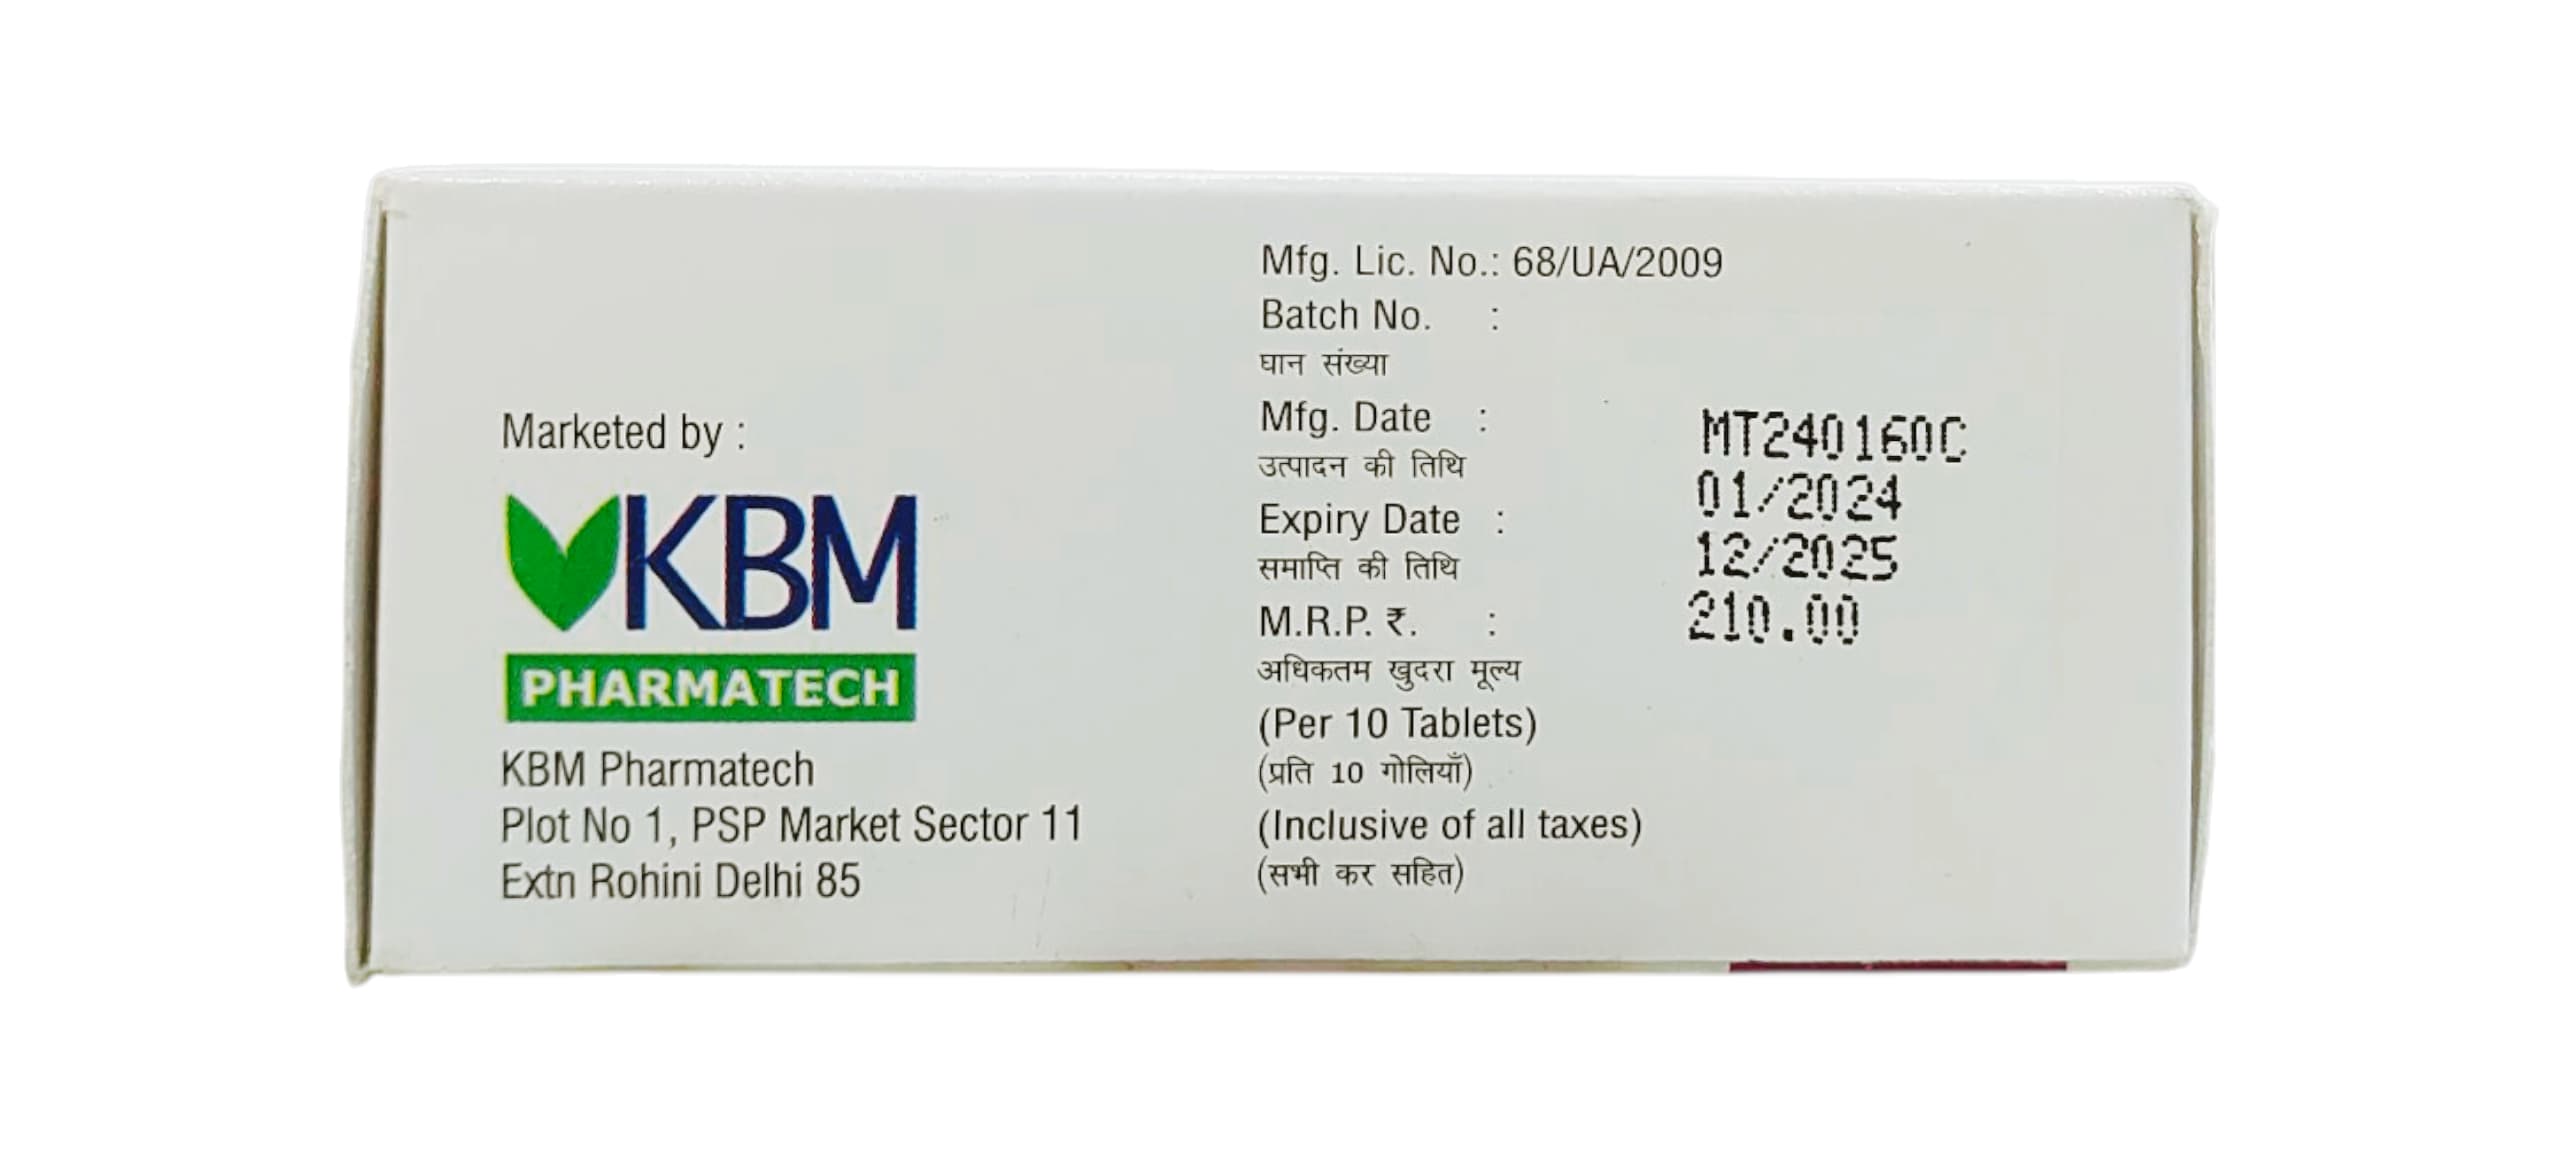 Marketed by :
KBM
PHARMATECH
KBM Pharmatech
Plot No 1, PSP Market Sector 11
Extn Rohini Delhi 85
Mfg. Lic. No.: 68/UA/2009
Batch No. :
घान संख्या
Mfg. Date :
उत्पादन की तिथि
Expiry Date :
समाप्ति की तिथि
M.R.P. ₹. :
अधिकतम खुदरा मूल्य
(Per 10 Tablets)
(प्रति 10 गोलियाँ)
(Inclusive of all taxes)
(सभी कर सहित)
MT240160C
01/2024
12/2025
210.00